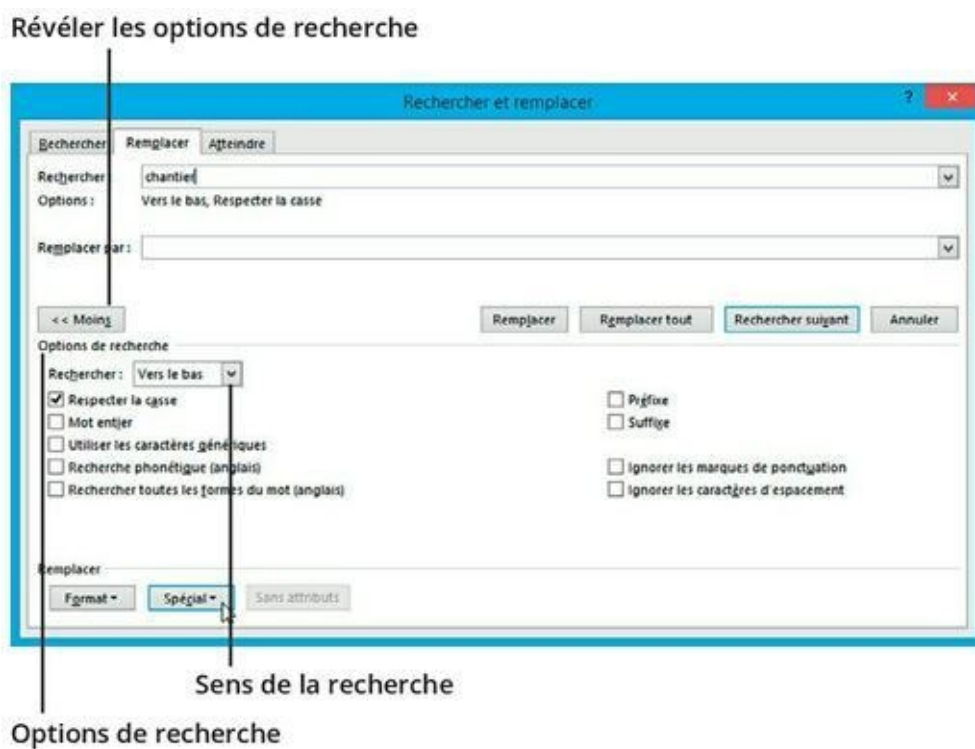 Révéler les options de recherche
Rechercher et remplacer
? ×
Rechercher Remplacer Atteindre
Rechercher chantier
Options : Vers le bas, Respecter la casse
Remplacer par :
<< Moins Remplacer Remplacer tout Rechercher suivant Annuler
Options de recherche
Rechercher : Vers le bas
Respecter la casse Préfixe
Mot entier Suffixe
Utiliser les caractères génériques
Recherche phonétique (anglais) Ignorer les marques de ponctuation
Rechercher toutes les formes du mot (anglais) Ignorer les caractères d'espacement
Remplacer
Format Spécial Sans attributs
Sens de la recherche
Options de recherche